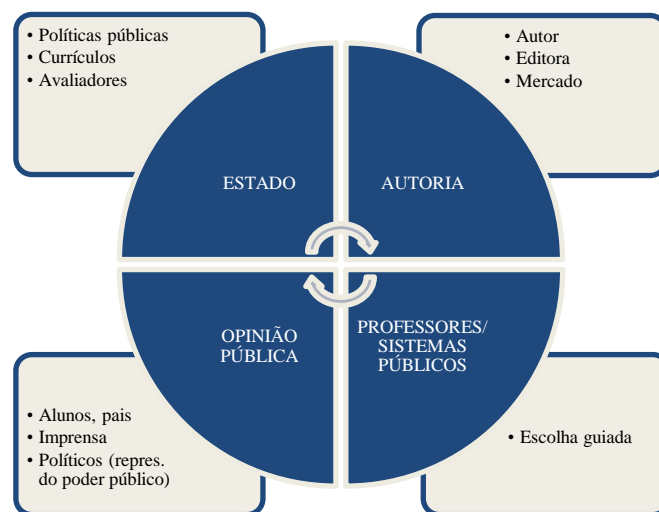 • Políticas públicas
• Currículos
• Avaliadores
• Autor
• Editora
• Mercado
ESTADO
AUTORIA
OPINIÃO
PÚBLICA
PROFESSORES/
SISTEMAS
PÚBLICOS
• Alunos, pais
• Imprensa
• Políticos (repres.
do poder público)
• Escolha guiada